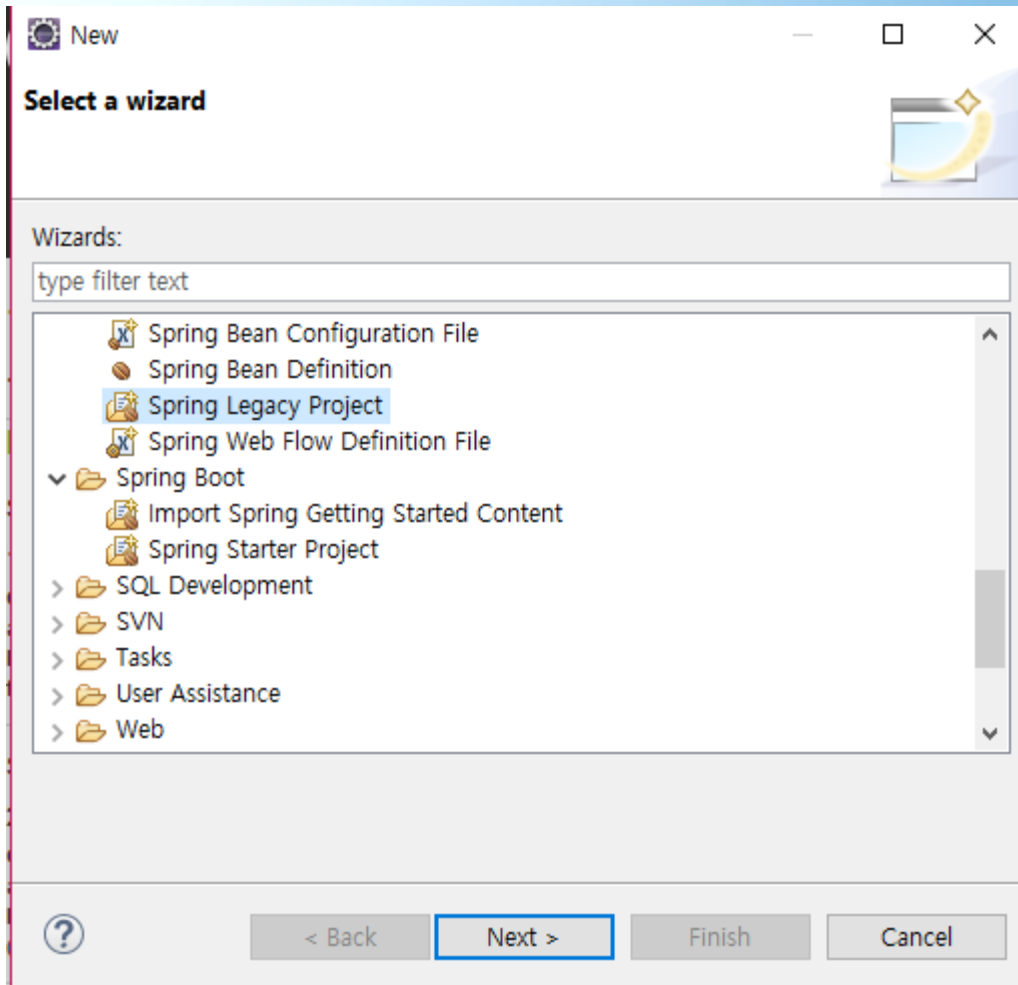 New
Select a wizard
Wizards:
type filter text
Spring Bean Configuration File
Spring Bean Definition
Spring Legacy Project
Spring Web Flow Definition File
Spring Boot
Import Spring Getting Started Content
Spring Starter Project
SQL Development
SVN
Tasks
User Assistance
Web
< Back Next > Finish Cancel